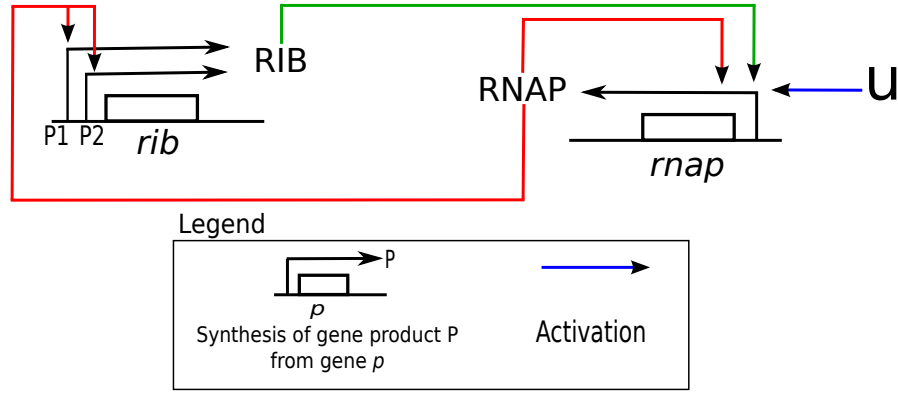 RIB
RNAP
u
P1 P2
rib
rnap
Legend
P
p
Synthesis of gene product P
from gene p
Activation